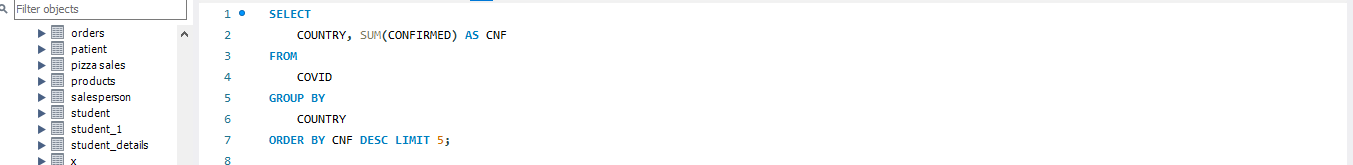 Filter objects
orders
patient
pizza sales
products
salesperson
student
student_1
student_details
x
1 SELECT
2 COUNTRY, SUM(CONFIRMED) AS CNF
3 FROM
4 COVID
5 GROUP BY
6 COUNTRY
7 ORDER BY CNF DESC LIMIT 5;
8